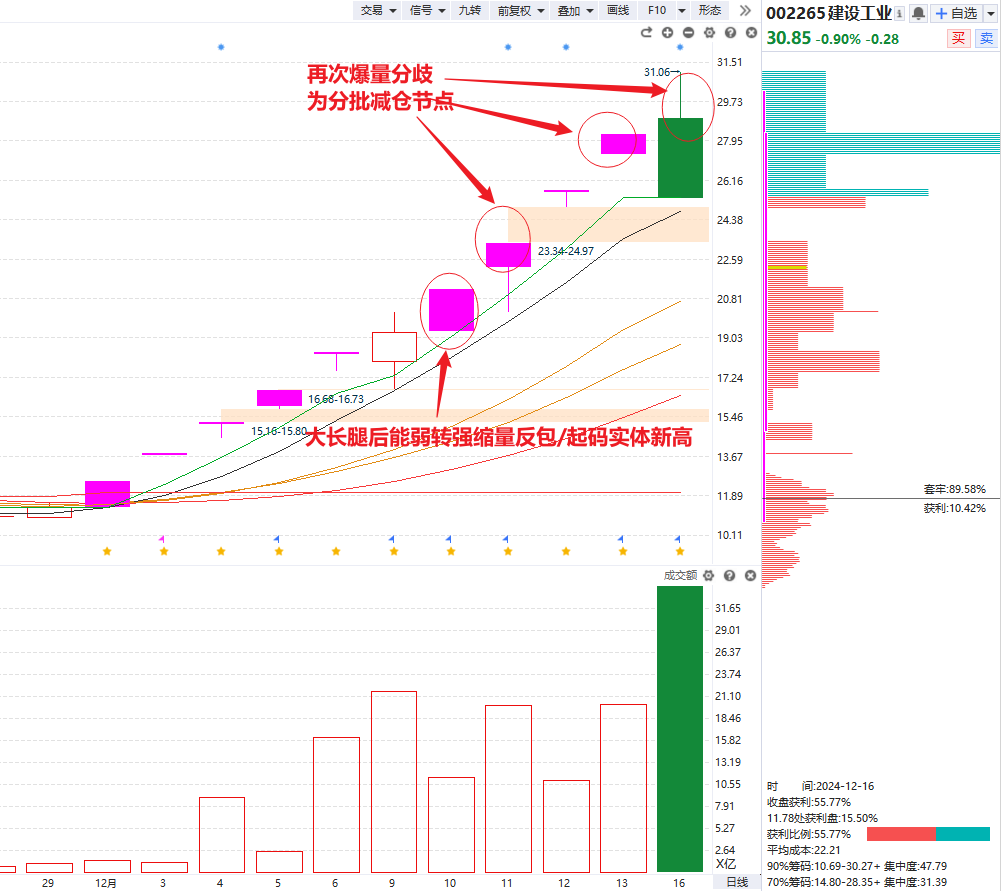 交易 信号 九转 前复权 叠加 画线 F10 形态
002265 建设工业 自选
30.85 -0.90% -0.28 买 卖
再次爆量分歧
为分批减仓节点
31.06
31.51
29.73
27.95
26.16
24.38
23.34-24.97
22.59
20.81
19.03
17.24
16.68-16.73
15.46
15.16-15.80
大长腿后能弱转强缩量反包/起码实体新高
13.67
11.89
10.11
套牢:89.58%
获利:10.42%
成交额
31.65
29.01
26.37
23.74
21.10
18.46
15.82
13.19
10.55
7.91
5.27
2.64
X亿
29 12月 3 4 5 6 9 10 11 12 13 16 日线
时 间:2024-12-16
收盘获利:55.77%
11.78处获利盘:15.50%
获利比例:55.77%
平均成本:22.21
90%筹码:10.69-30.27+ 集中度:47.79
70%筹码:14.80-28.35+ 集中度:31.39